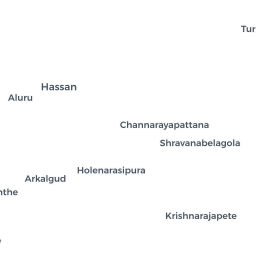 Tur
Hassan
Aluru
Channarayapattana
Shravanabelagola
Holenarasipura
Arkalgud
nthe
Krishnarajapete